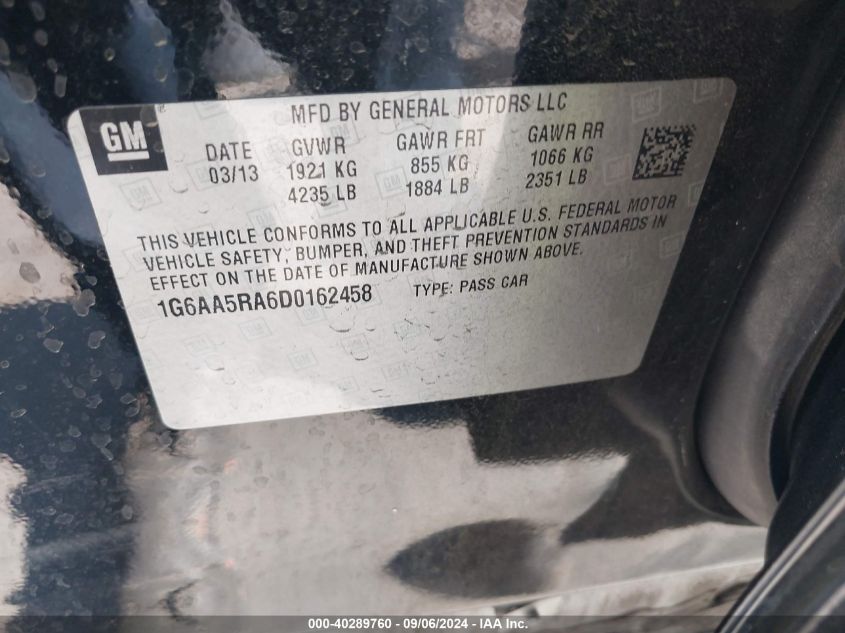 GM
MFD BY GENERAL MOTORS LLC
DATE GVWR GAWR FRT GAWR RR
03/13 1921 KG 855 KG 1066 KG
4235 LB 1884 LB 2351 LB
THIS VEHICLE CONFORMS TO ALL APPLICABLE U.S. FEDERAL MOTOR
VEHICLE SAFETY, BUMPER, AND THEFT PREVENTION STANDARDS IN
EFFECT ON THE DATE OF MANUFACTURE SHOWN ABOVE.
1G6AA5RA6D0162458 TYPE: PASS CAR
000-40289760 - 09/06/2024 - IAA Inc.